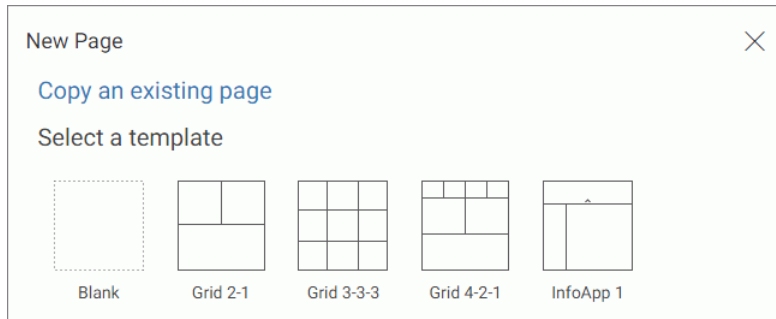 New Page
Copy an existing page
Select a template
Blank Grid 2-1 Grid 3-3-3 Grid 4-2-1 InfoApp 1